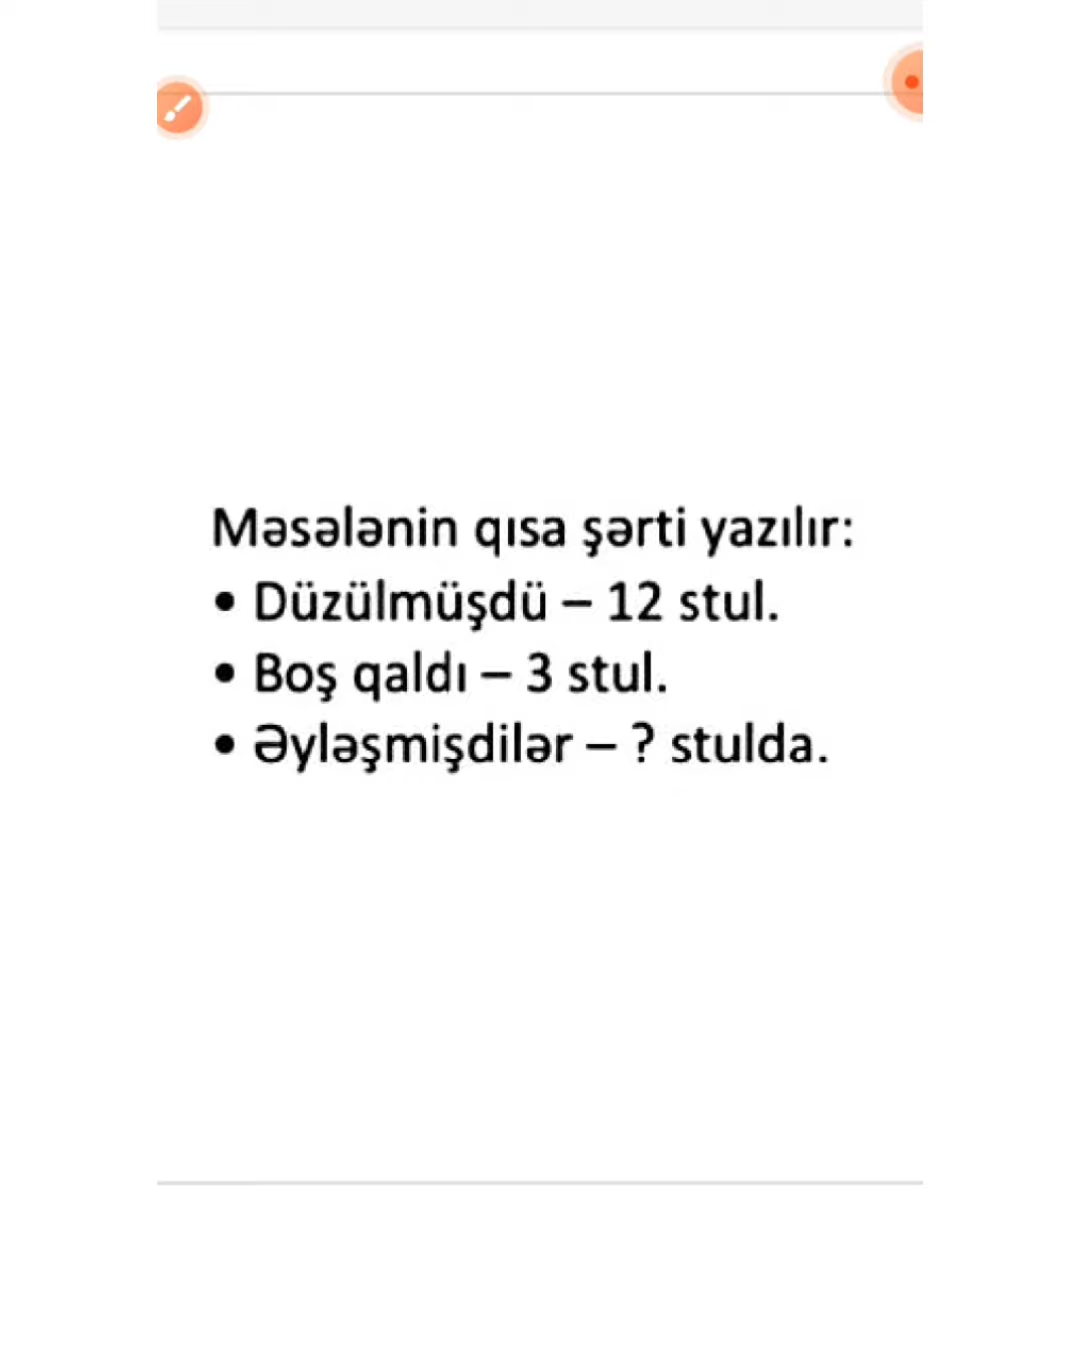 Məsələnin qısa şərti yazılır:
• Düzülmüşdü – 12 stul.
• Boş qaldı – 3 stul.
• Əyləşmişdilər – ? stulda.